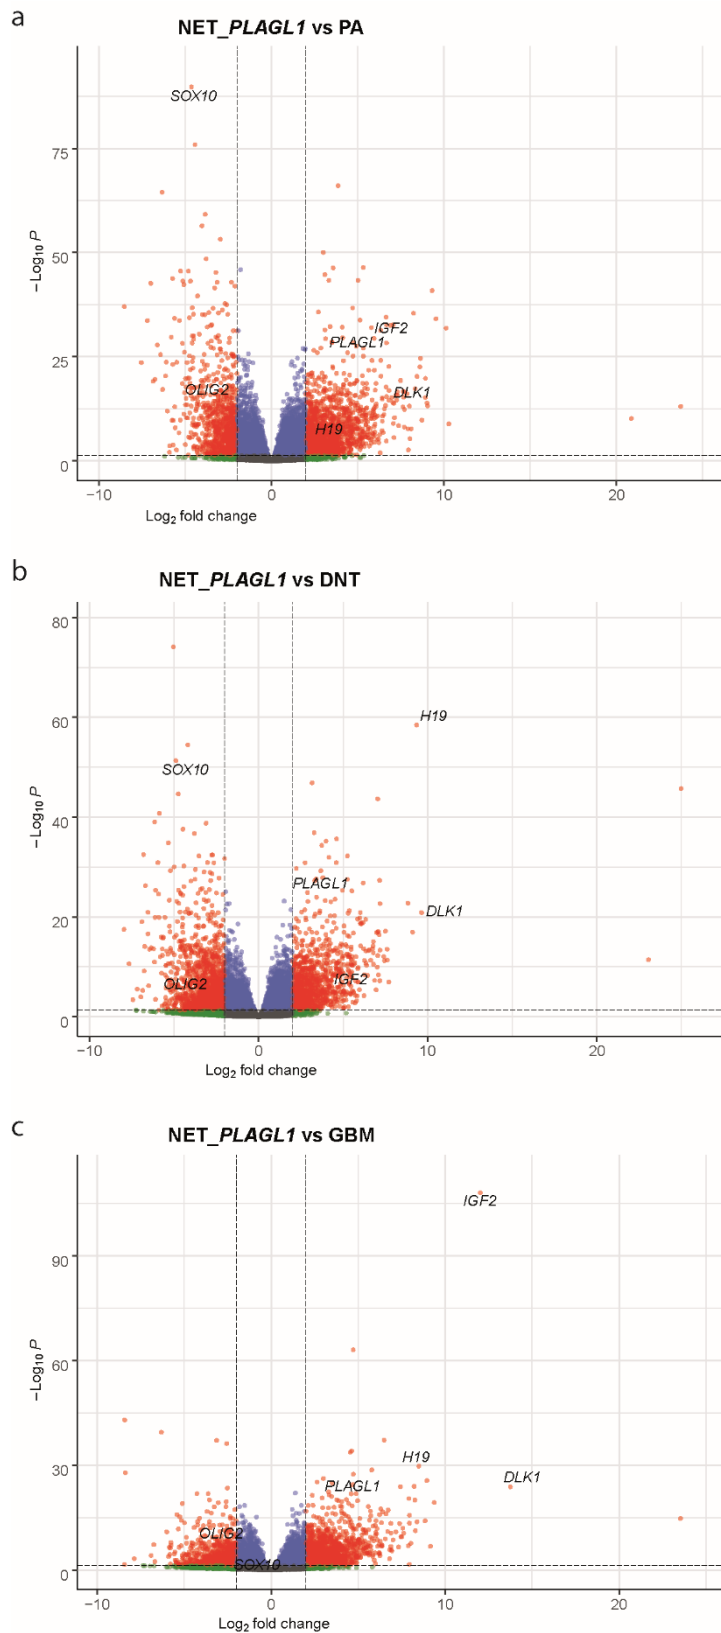 a
NET_PLAGL1 vs PA
SOX10
75
50
25
0
−Log10 P
IGF2
PLAGL1
OLIG2
DLK1
H19
−10
0
10
20
Log2 fold change
b
NET_PLAGL1 vs DNT
80
60
40
20
0
−Log10 P
H19
SOX10
PLAGL1
DLK1
OLIG2
IGF2
−10
0
10
20
Log2 fold change
c
NET_PLAGL1 vs GBM
IGF2
90
60
30
0
−Log10 P
H19
DLK1
PLAGL1
OLIG2
SOX10
−10
0
10
20
Log2 fold change